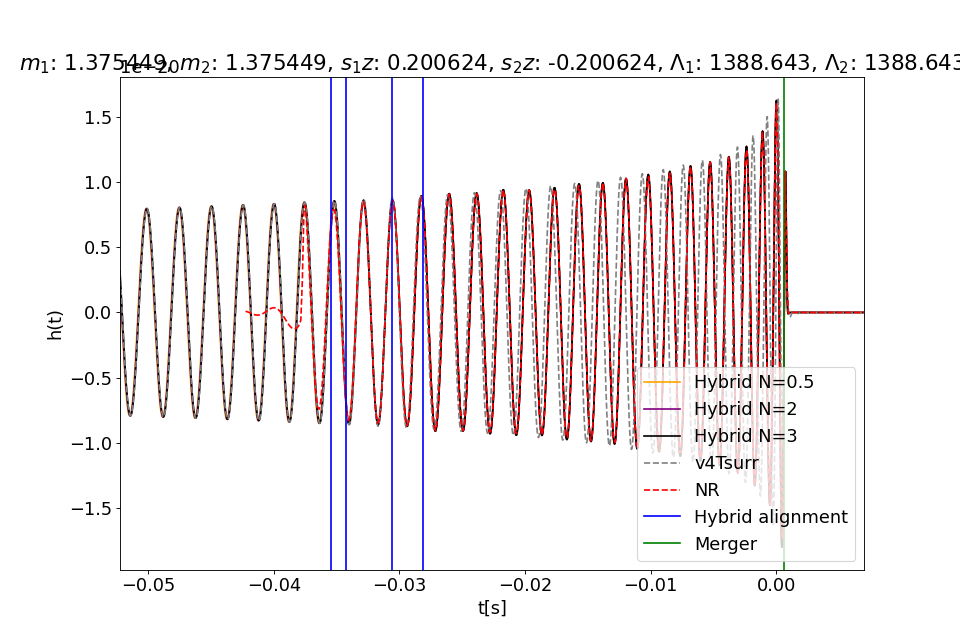 m₁: 1.375449, m₂: 1.375449, s₁z: 0.200624, s₂z: -0.200624, Λ₁: 1388.643, Λ₂: 1388.643
1e−20
1.5
1.0
0.5
0.0
−0.5
−1.0
−1.5
h(t)
Hybrid N=0.5
Hybrid N=2
Hybrid N=3
v4Tsurr
NR
Hybrid alignment
Merger
−0.05 −0.04 −0.03 −0.02 −0.01 0.00
t[s]